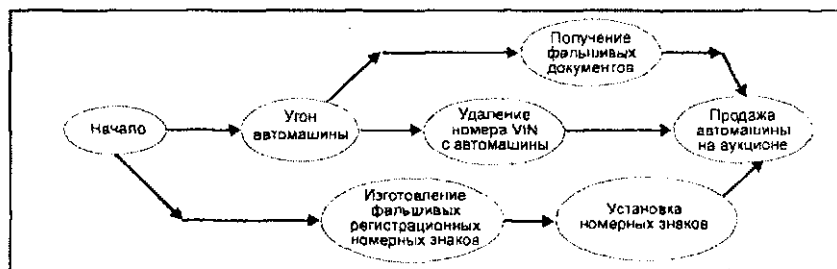 Получение
фальшивых
документов
Начало
Угон
автомашины
Удаление
номера VIN
с автомашины
Продажа
автомашины
на аукционе
Изготовление
фальшивых
регистрационных
номерных знаков
Установка
номерных знаков